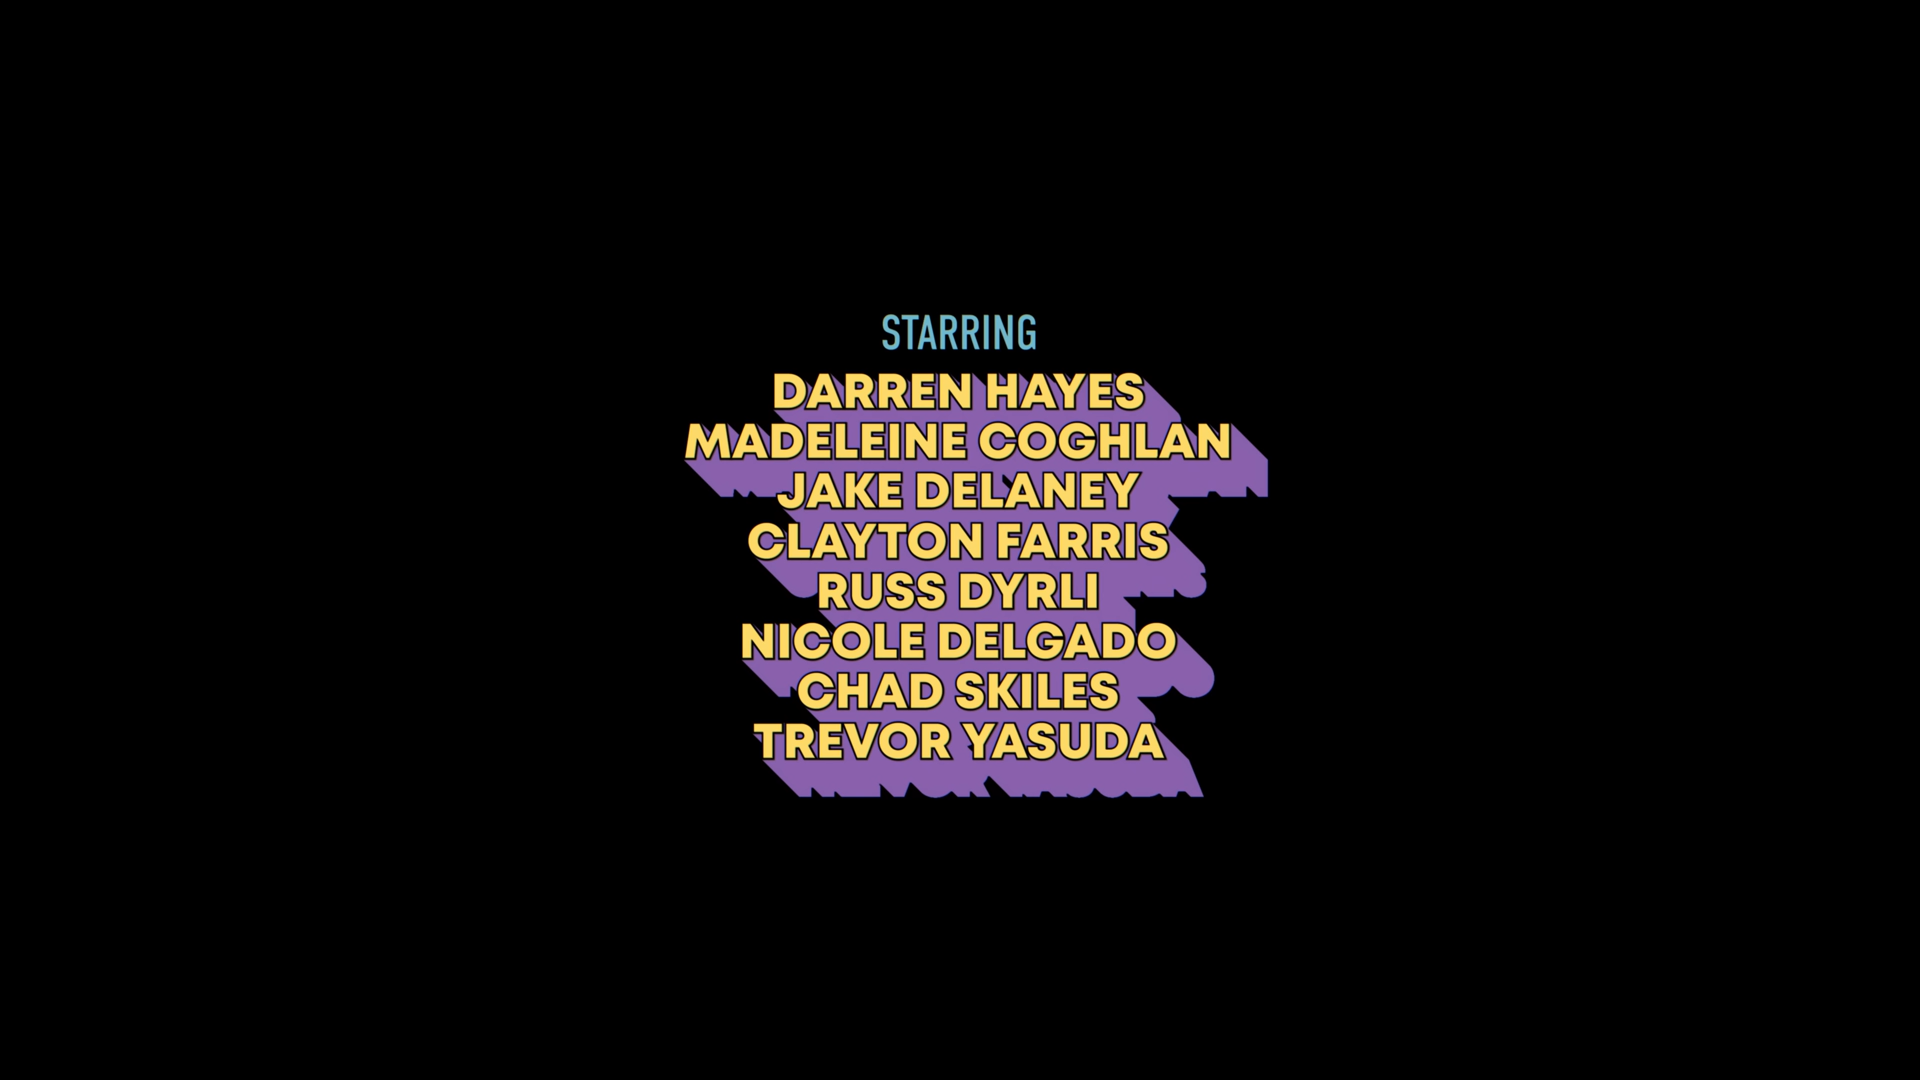 STARRING
DARREN HAYES
MADELEINE COGHLAN
JAKE DELANEY
CLAYTON FARRIS
RUSS DYRLI
NICOLE DELGADO
CHAD SKILES
TREVOR YASUDA